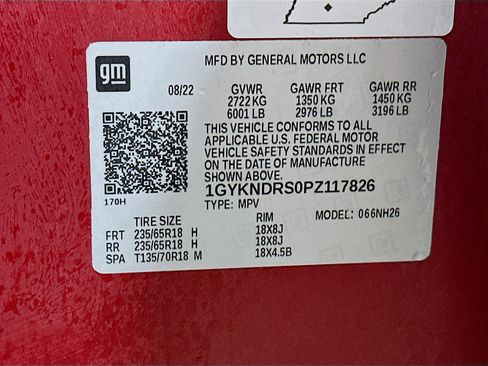 gm
MFD BY GENERAL MOTORS LLC
08/22 GVWR GAWR FRT GAWR RR
2722 KG 1350 KG 1450 KG
6001 LB 2976 LB 3196 LB
THIS VEHICLE CONFORMS TO ALL
APPLICABLE U.S. FEDERAL MOTOR
VEHICLE SAFETY STANDARDS IN EFFECT
ON THE DATE OF MANUFACTURE
SHOWN ABOVE.
170H
1GYKNDRS0PZ117826
TYPE: MPV MODEL: 066NH26
TIRE SIZE RIM
FRT 235/65R18 H 18X8J
RR 235/65R18 H 18X8J
SPA T135/70R18 M 18X4.5B